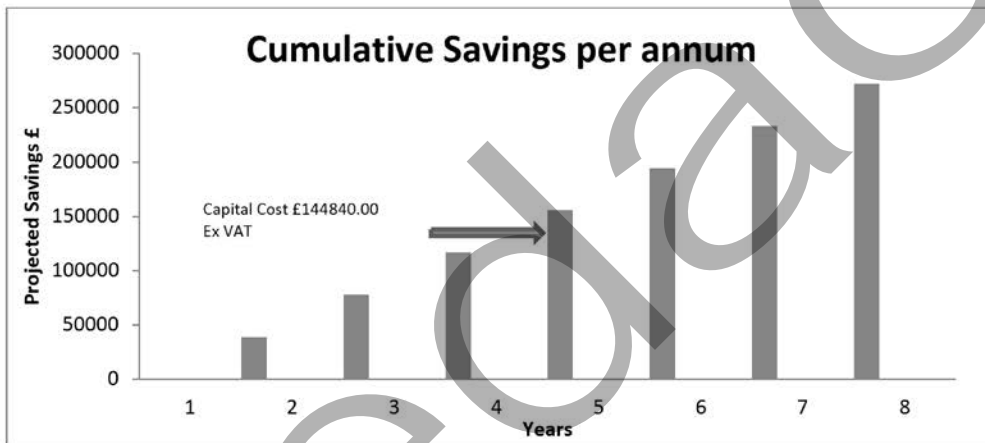 Cumulative Savings per annum
300000
250000
200000
150000
100000
50000
0
Projected Savings £
Capital Cost £144840.00
Ex VAT
1 2 3 4 5 6 7 8
Years